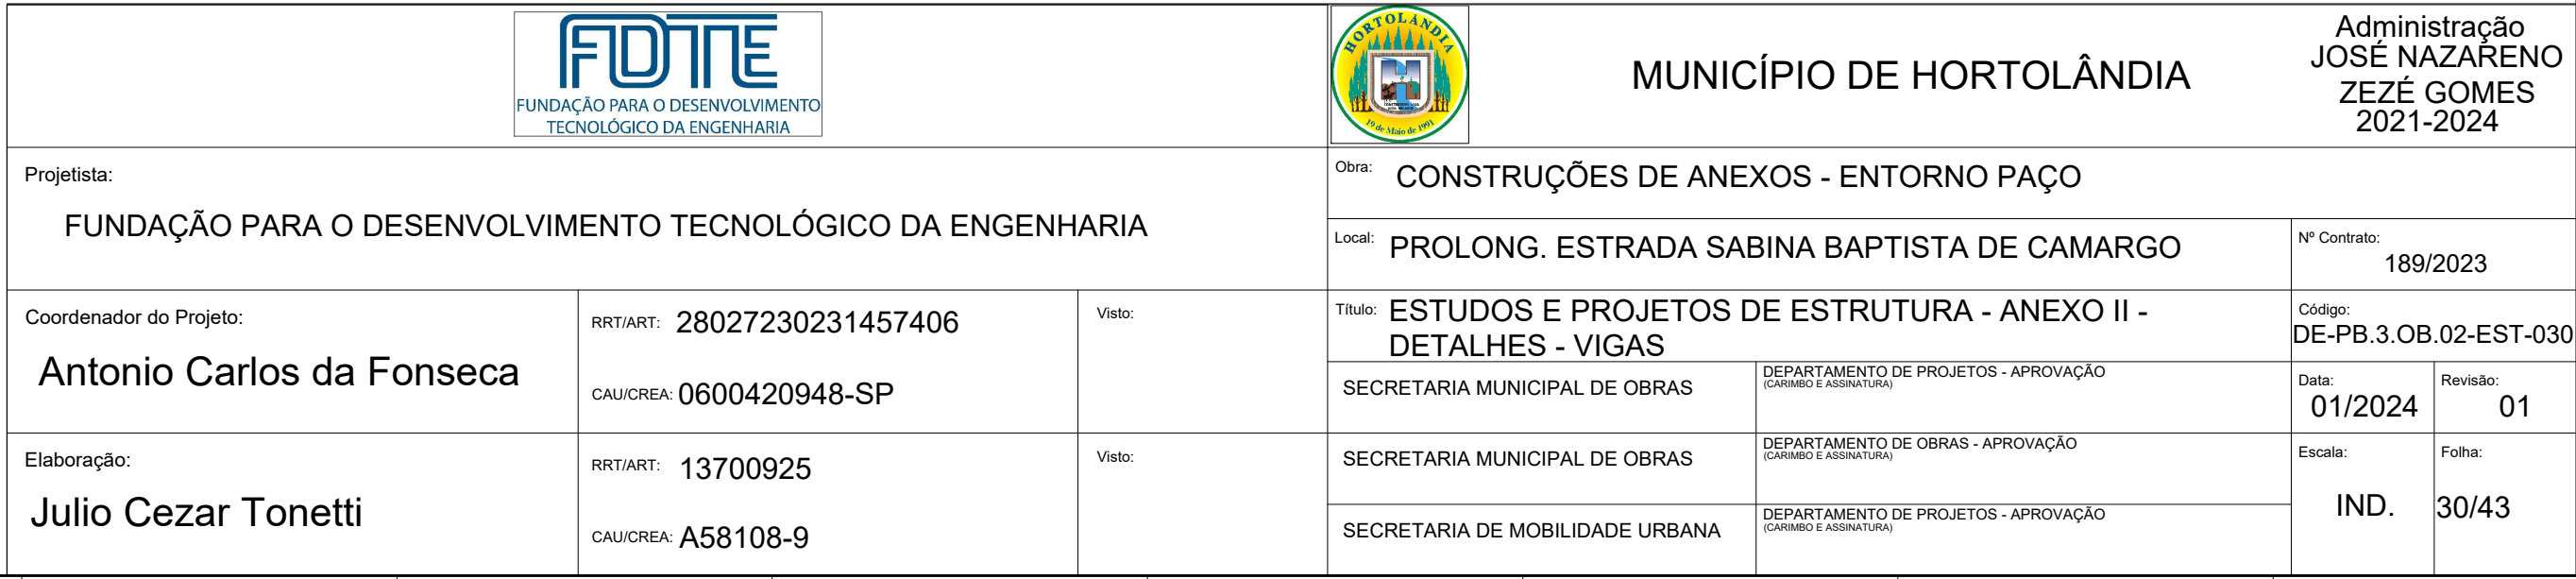 FDTE
FUNDAÇÃO PARA O DESENVOLVIMENTO
TECNOLÓGICO DA ENGENHARIA
HORTOLÂNDIA
19 de Maio de 1991
MUNICÍPIO DE HORTOLÂNDIA
Administração
JOSÉ NAZARENO
ZEZÉ GOMES
2021-2024
Projetista:
FUNDAÇÃO PARA O DESENVOLVIMENTO TECNOLÓGICO DA ENGENHARIA
Obra: CONSTRUÇÕES DE ANEXOS - ENTORNO PAÇO
Local: PROLONG. ESTRADA SABINA BAPTISTA DE CAMARGO
Nº Contrato:
189/2023
Coordenador do Projeto:
Antonio Carlos da Fonseca
RRT/ART: 28027230231457406
CAU/CREA: 0600420948-SP
Visto:
Título: ESTUDOS E PROJETOS DE ESTRUTURA - ANEXO II -
DETALHES - VIGAS
Código:
DE-PB.3.OB.02-EST-030
SECRETARIA MUNICIPAL DE OBRAS
DEPARTAMENTO DE PROJETOS - APROVAÇÃO
(CARIMBO E ASSINATURA)
Data:
01/2024
Revisão:
01
Elaboração:
Julio Cezar Tonetti
RRT/ART: 13700925
CAU/CREA: A58108-9
Visto:
SECRETARIA MUNICIPAL DE OBRAS
DEPARTAMENTO DE OBRAS - APROVAÇÃO
(CARIMBO E ASSINATURA)
SECRETARIA DE MOBILIDADE URBANA
DEPARTAMENTO DE PROJETOS - APROVAÇÃO
(CARIMBO E ASSINATURA)
Escala:
IND.
Folha:
30/43